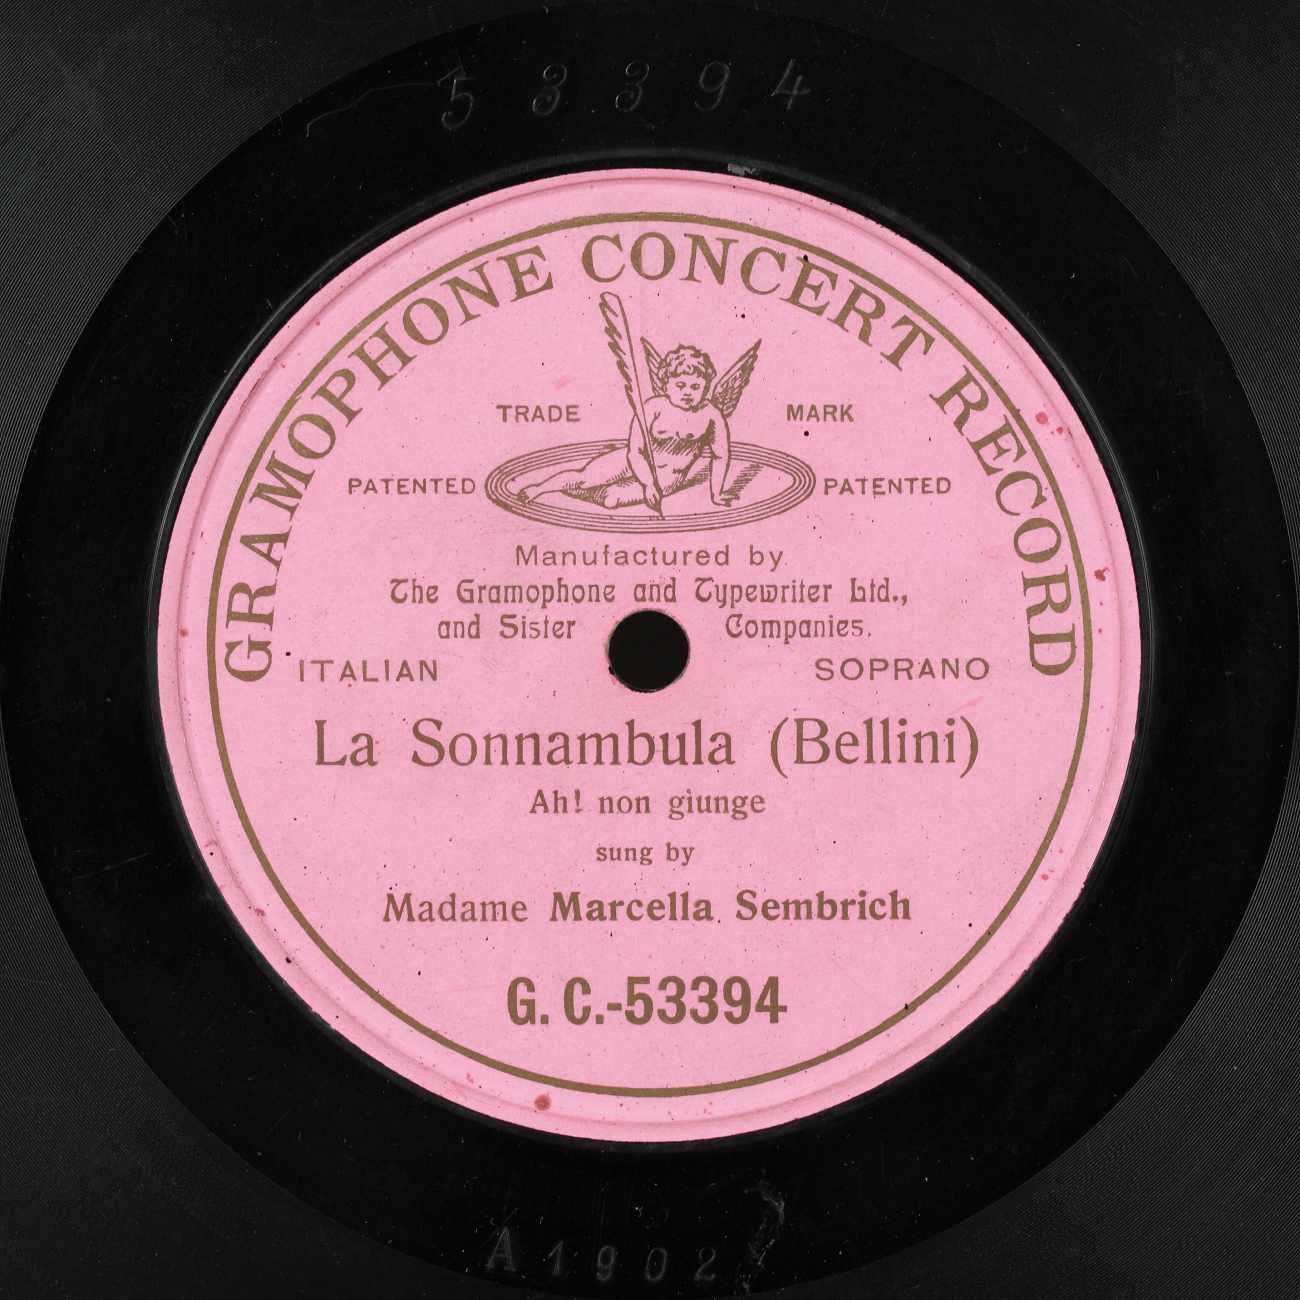 53394
GRAMOPHONE CONCERT RECORD
TRADE MARK
PATENTED PATENTED
Manufactured by
The Gramophone and Typewriter Ltd.,
and Sister Companies.
ITALIAN SOPRANO
La Sonnambula (Bellini)
Ah! non giunge
sung by
Madame Marcella Sembrich
G. C.-53394
A 1902